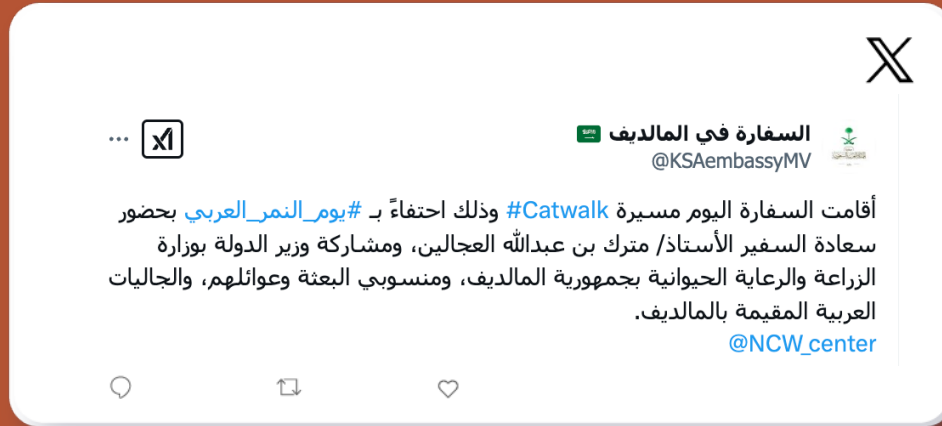 السفارة في المالديف
@KSAembassyMV
أقامت السفارة اليوم مسيرة #Catwalk وذلك احتفاءً بـ #يوم_النمر_العربي بحضور
سعادة السفير الأستاذ/ مترك بن عبدالله العجالين، ومشاركة وزير الدولة بوزارة
الزراعة والرعاية الحيوانية بجمهورية المالديف، ومنسوبي البعثة وعوائلهم، والجاليات
العربية المقيمة بالمالديف.
@NCW_center